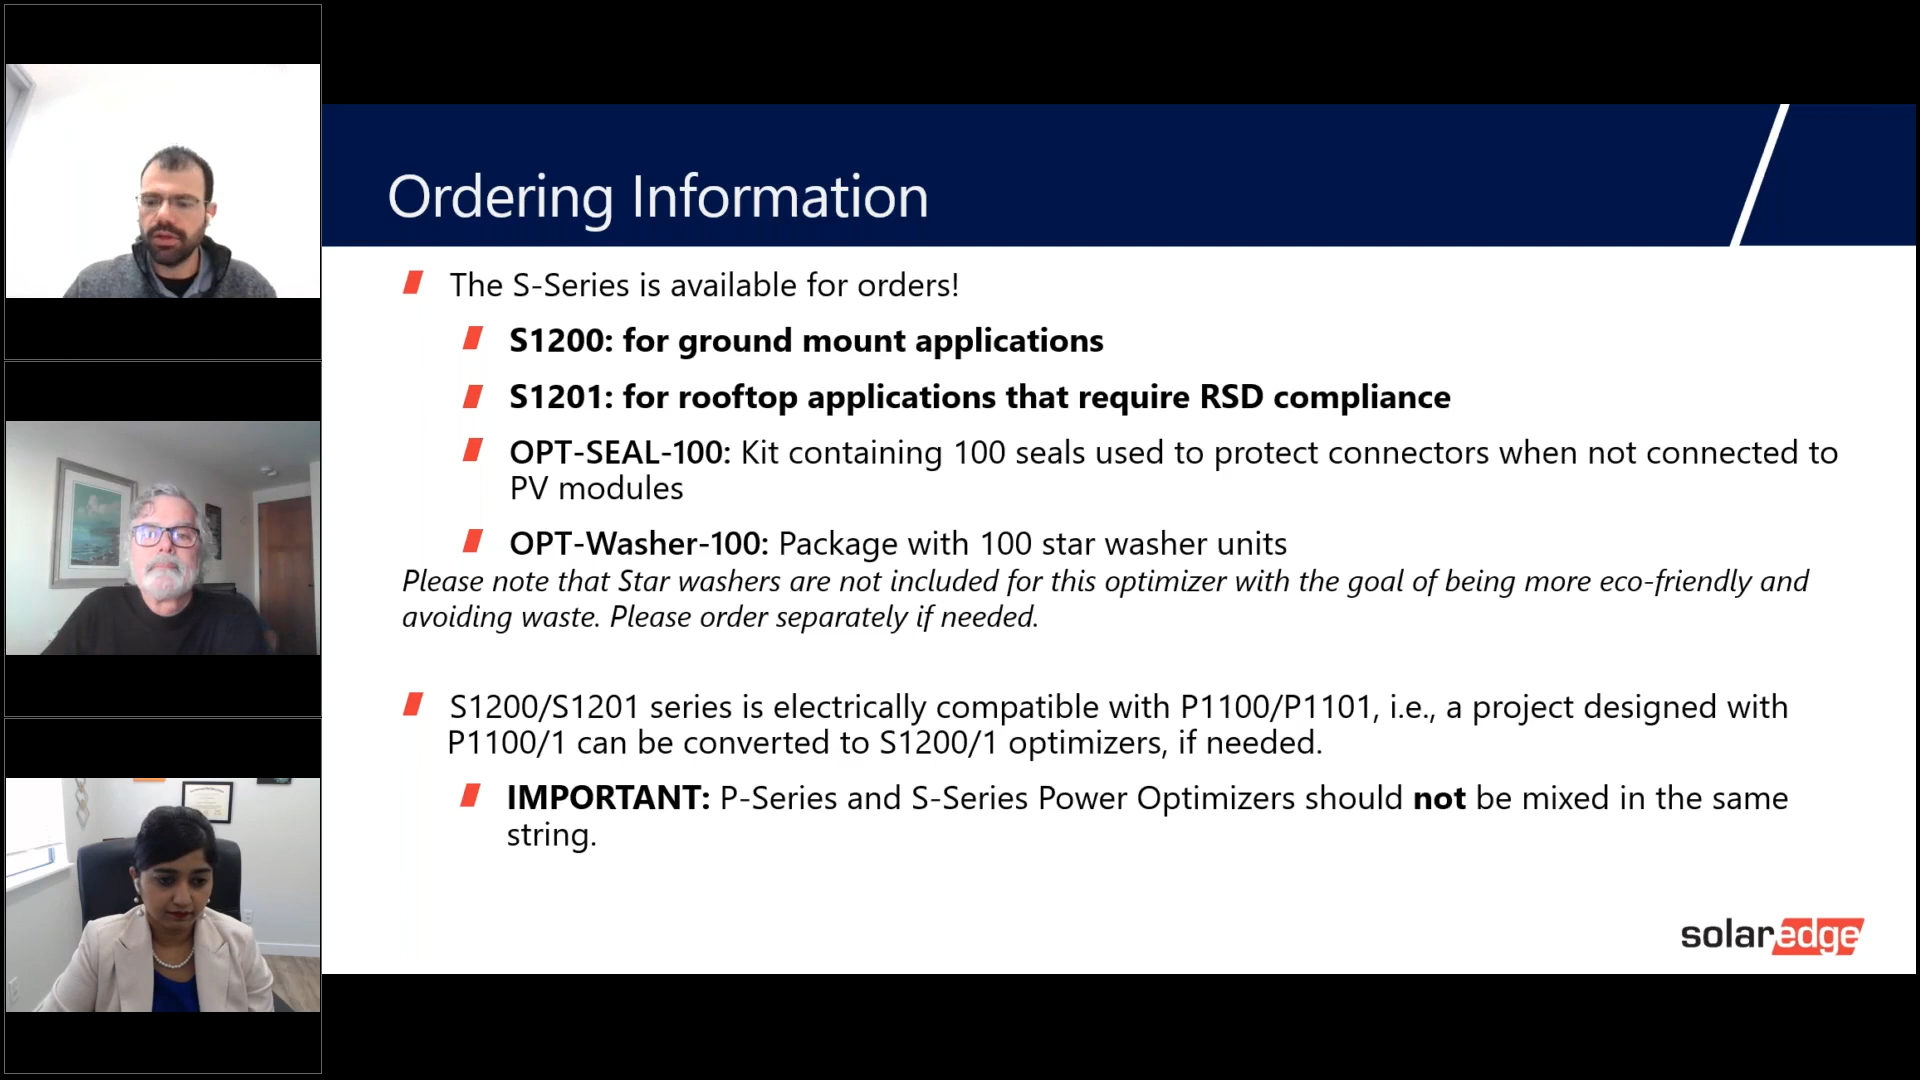 Ordering Information
The S-Series is available for orders!
S1200: for ground mount applications
S1201: for rooftop applications that require RSD compliance
OPT-SEAL-100: Kit containing 100 seals used to protect connectors when not connected to
PV modules
OPT-Washer-100: Package with 100 star washer units
Please note that Star washers are not included for this optimizer with the goal of being more eco-friendly and
avoiding waste. Please order separately if needed.
S1200/S1201 series is electrically compatible with P1100/P1101, i.e., a project designed with
P1100/1 can be converted to S1200/1 optimizers, if needed.
IMPORTANT: P-Series and S-Series Power Optimizers should not be mixed in the same
string.
solaredge